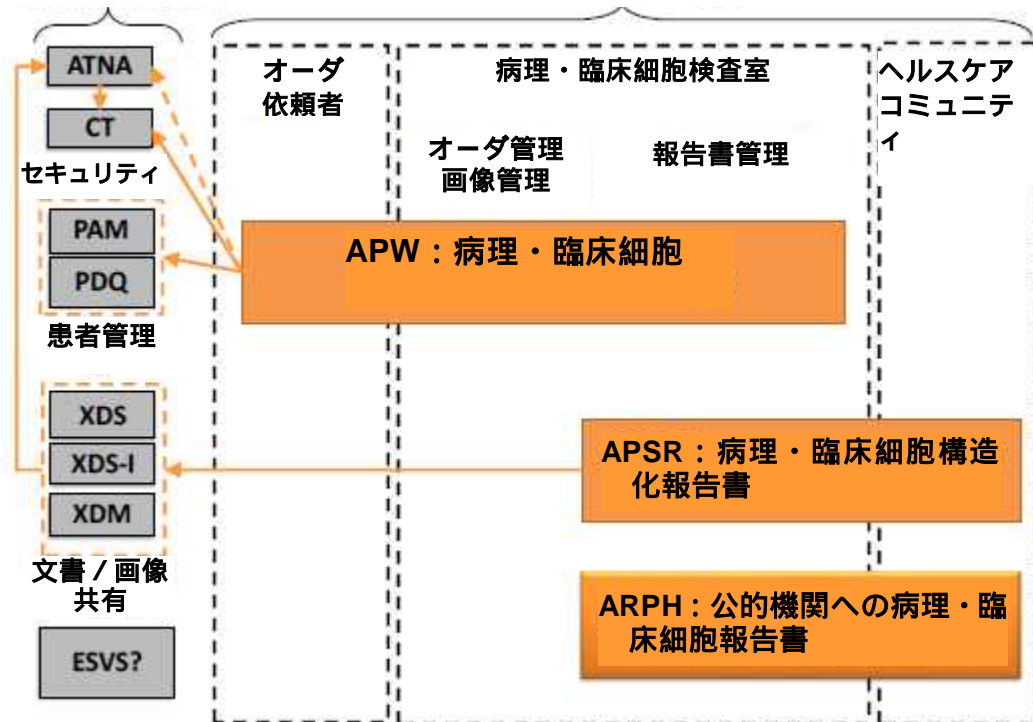 ATNA
CT
セキュリティ
PAM
PDQ
患者管理
XDS
XDS-I
XDM
文書 / 画像
共有
ESVS?
オーダ
依頼者
病理・臨床細胞検査室
オーダ管理
画像管理
報告書管理
ヘルスケア
コミュニテ
ィ
APW：病理・臨床細胞
APSR：病理・臨床細胞構造
化報告書
ARPH：公的機関への病理・臨
床細胞報告書